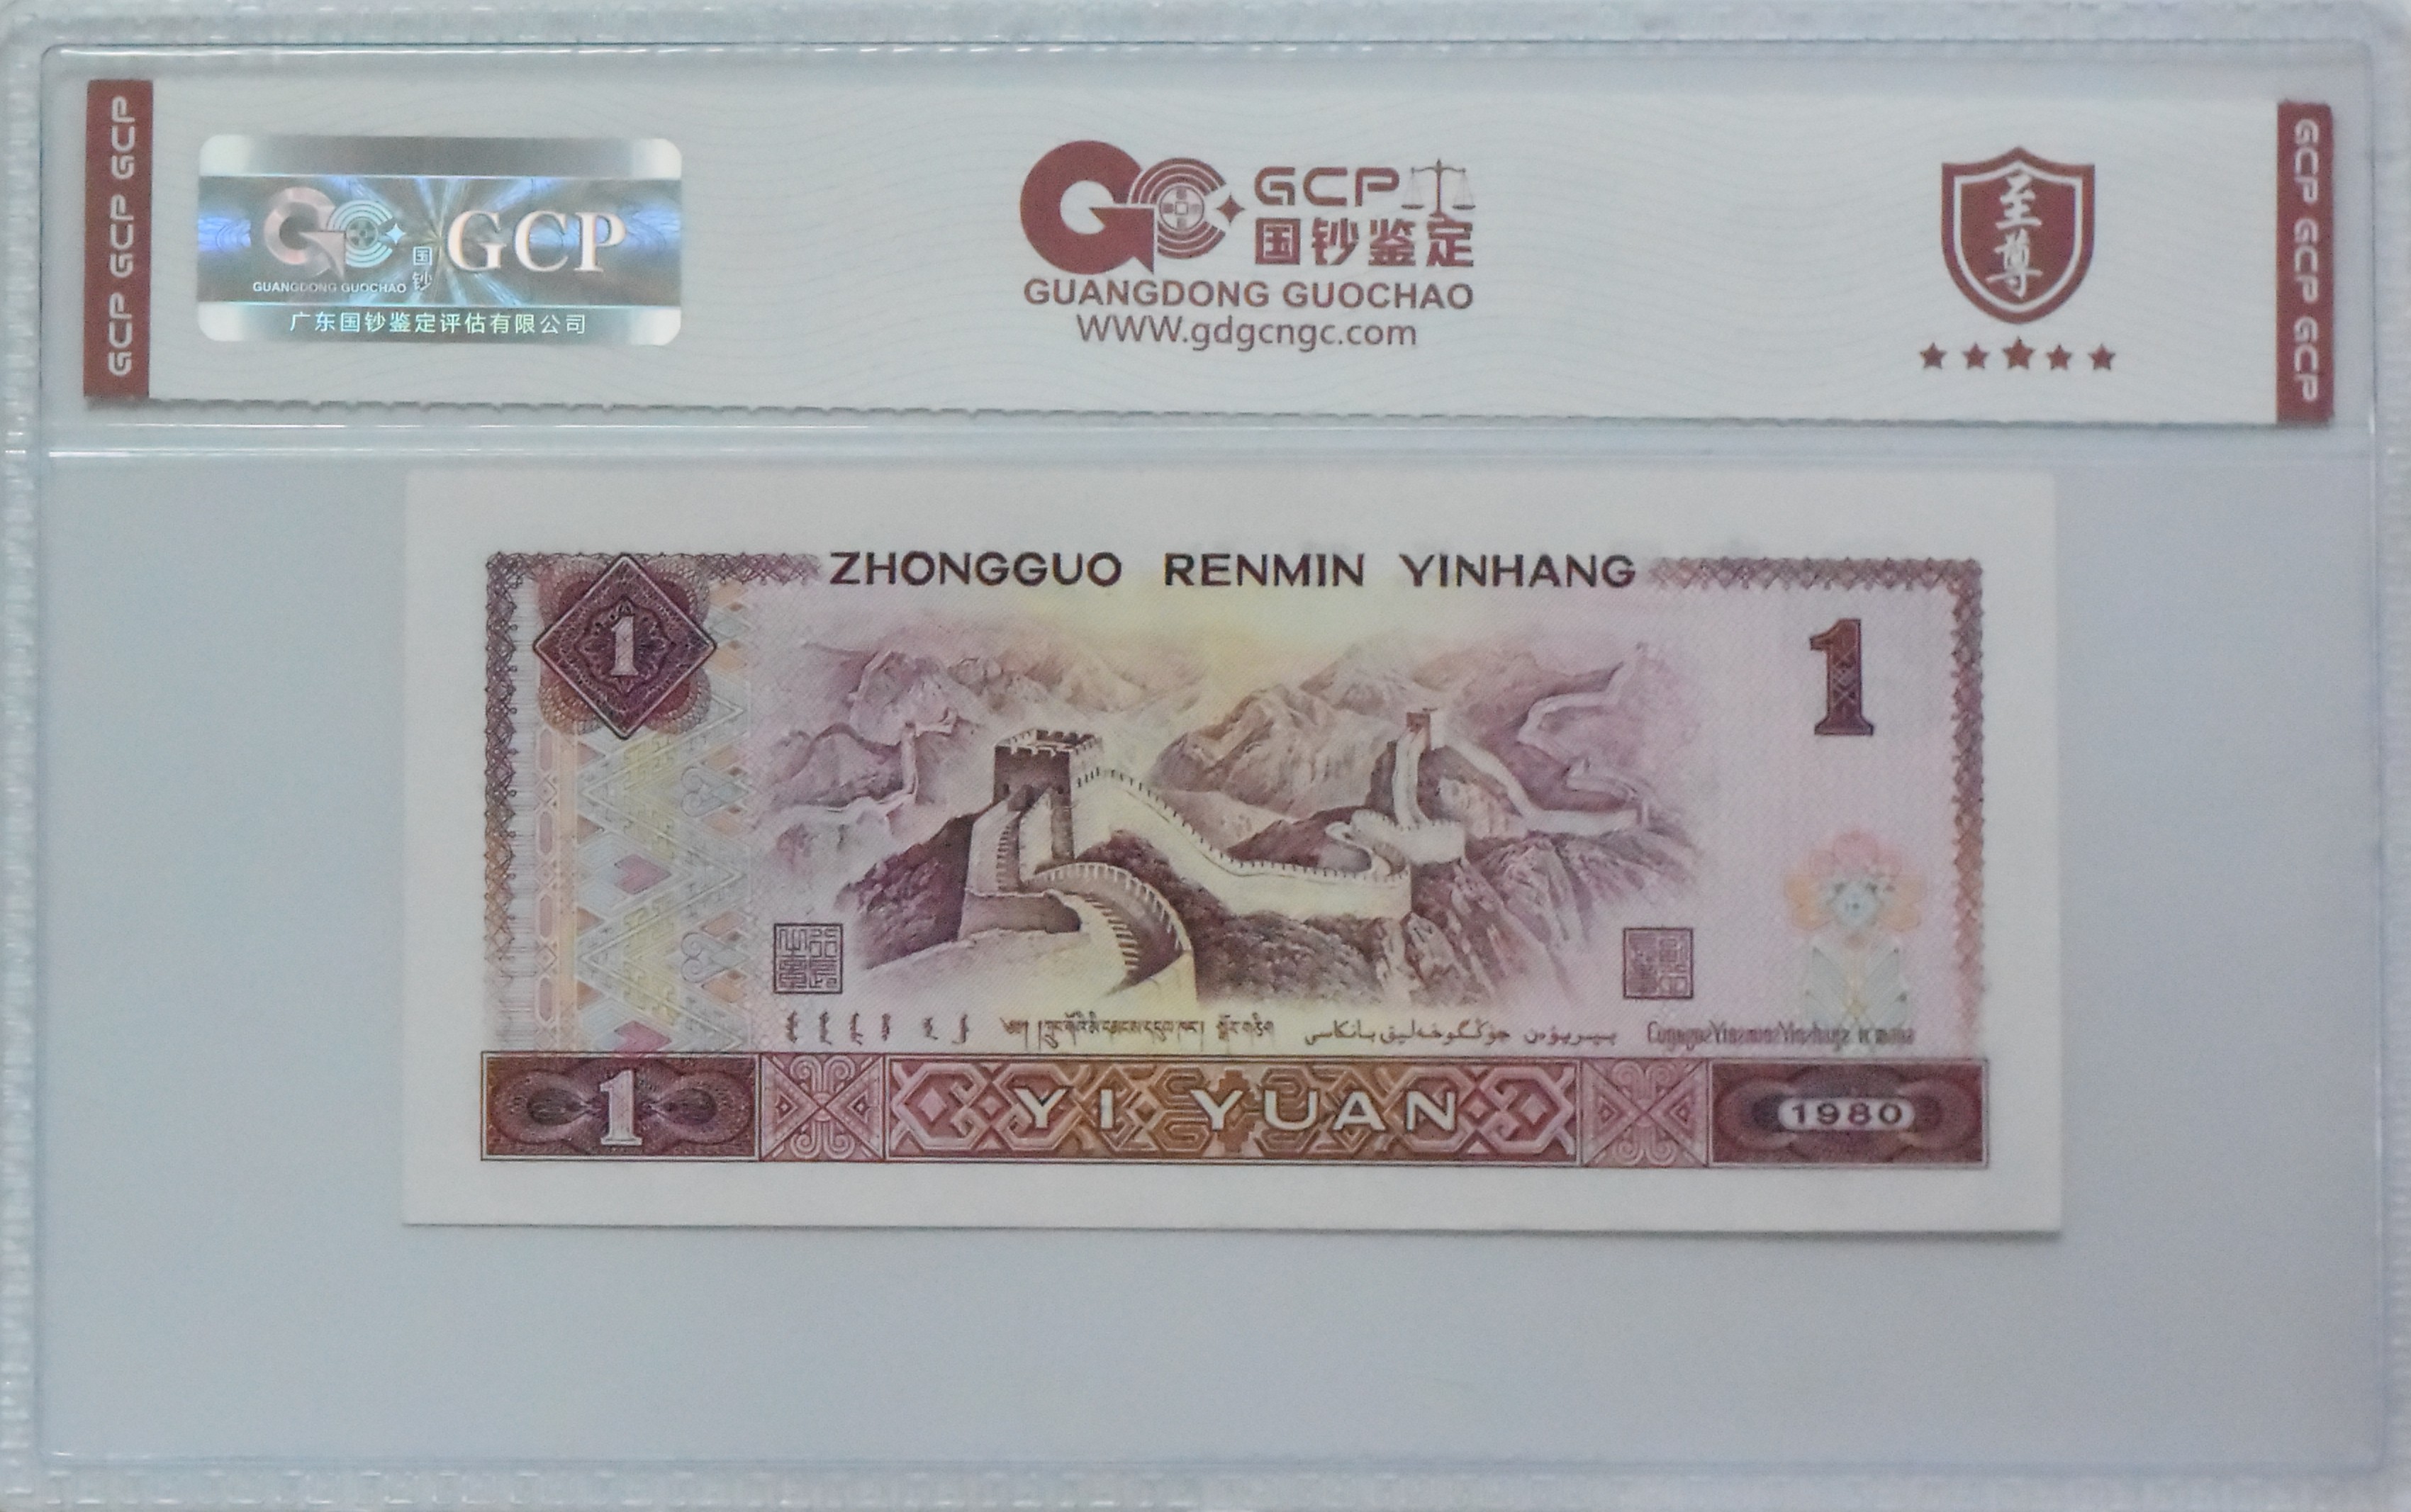 GCP GCP GCP
GCP
国钞
GUANGDONG GUOCHAO
广东国钞鉴定评估有限公司
GCP
国钞鉴定
GUANGDONG GUOCHAO
WWW.gdgcngc.com
至尊
GCP GCP GCP
ZHONGGUO RENMIN YINHANG
1
1
1
YI YUAN
1980